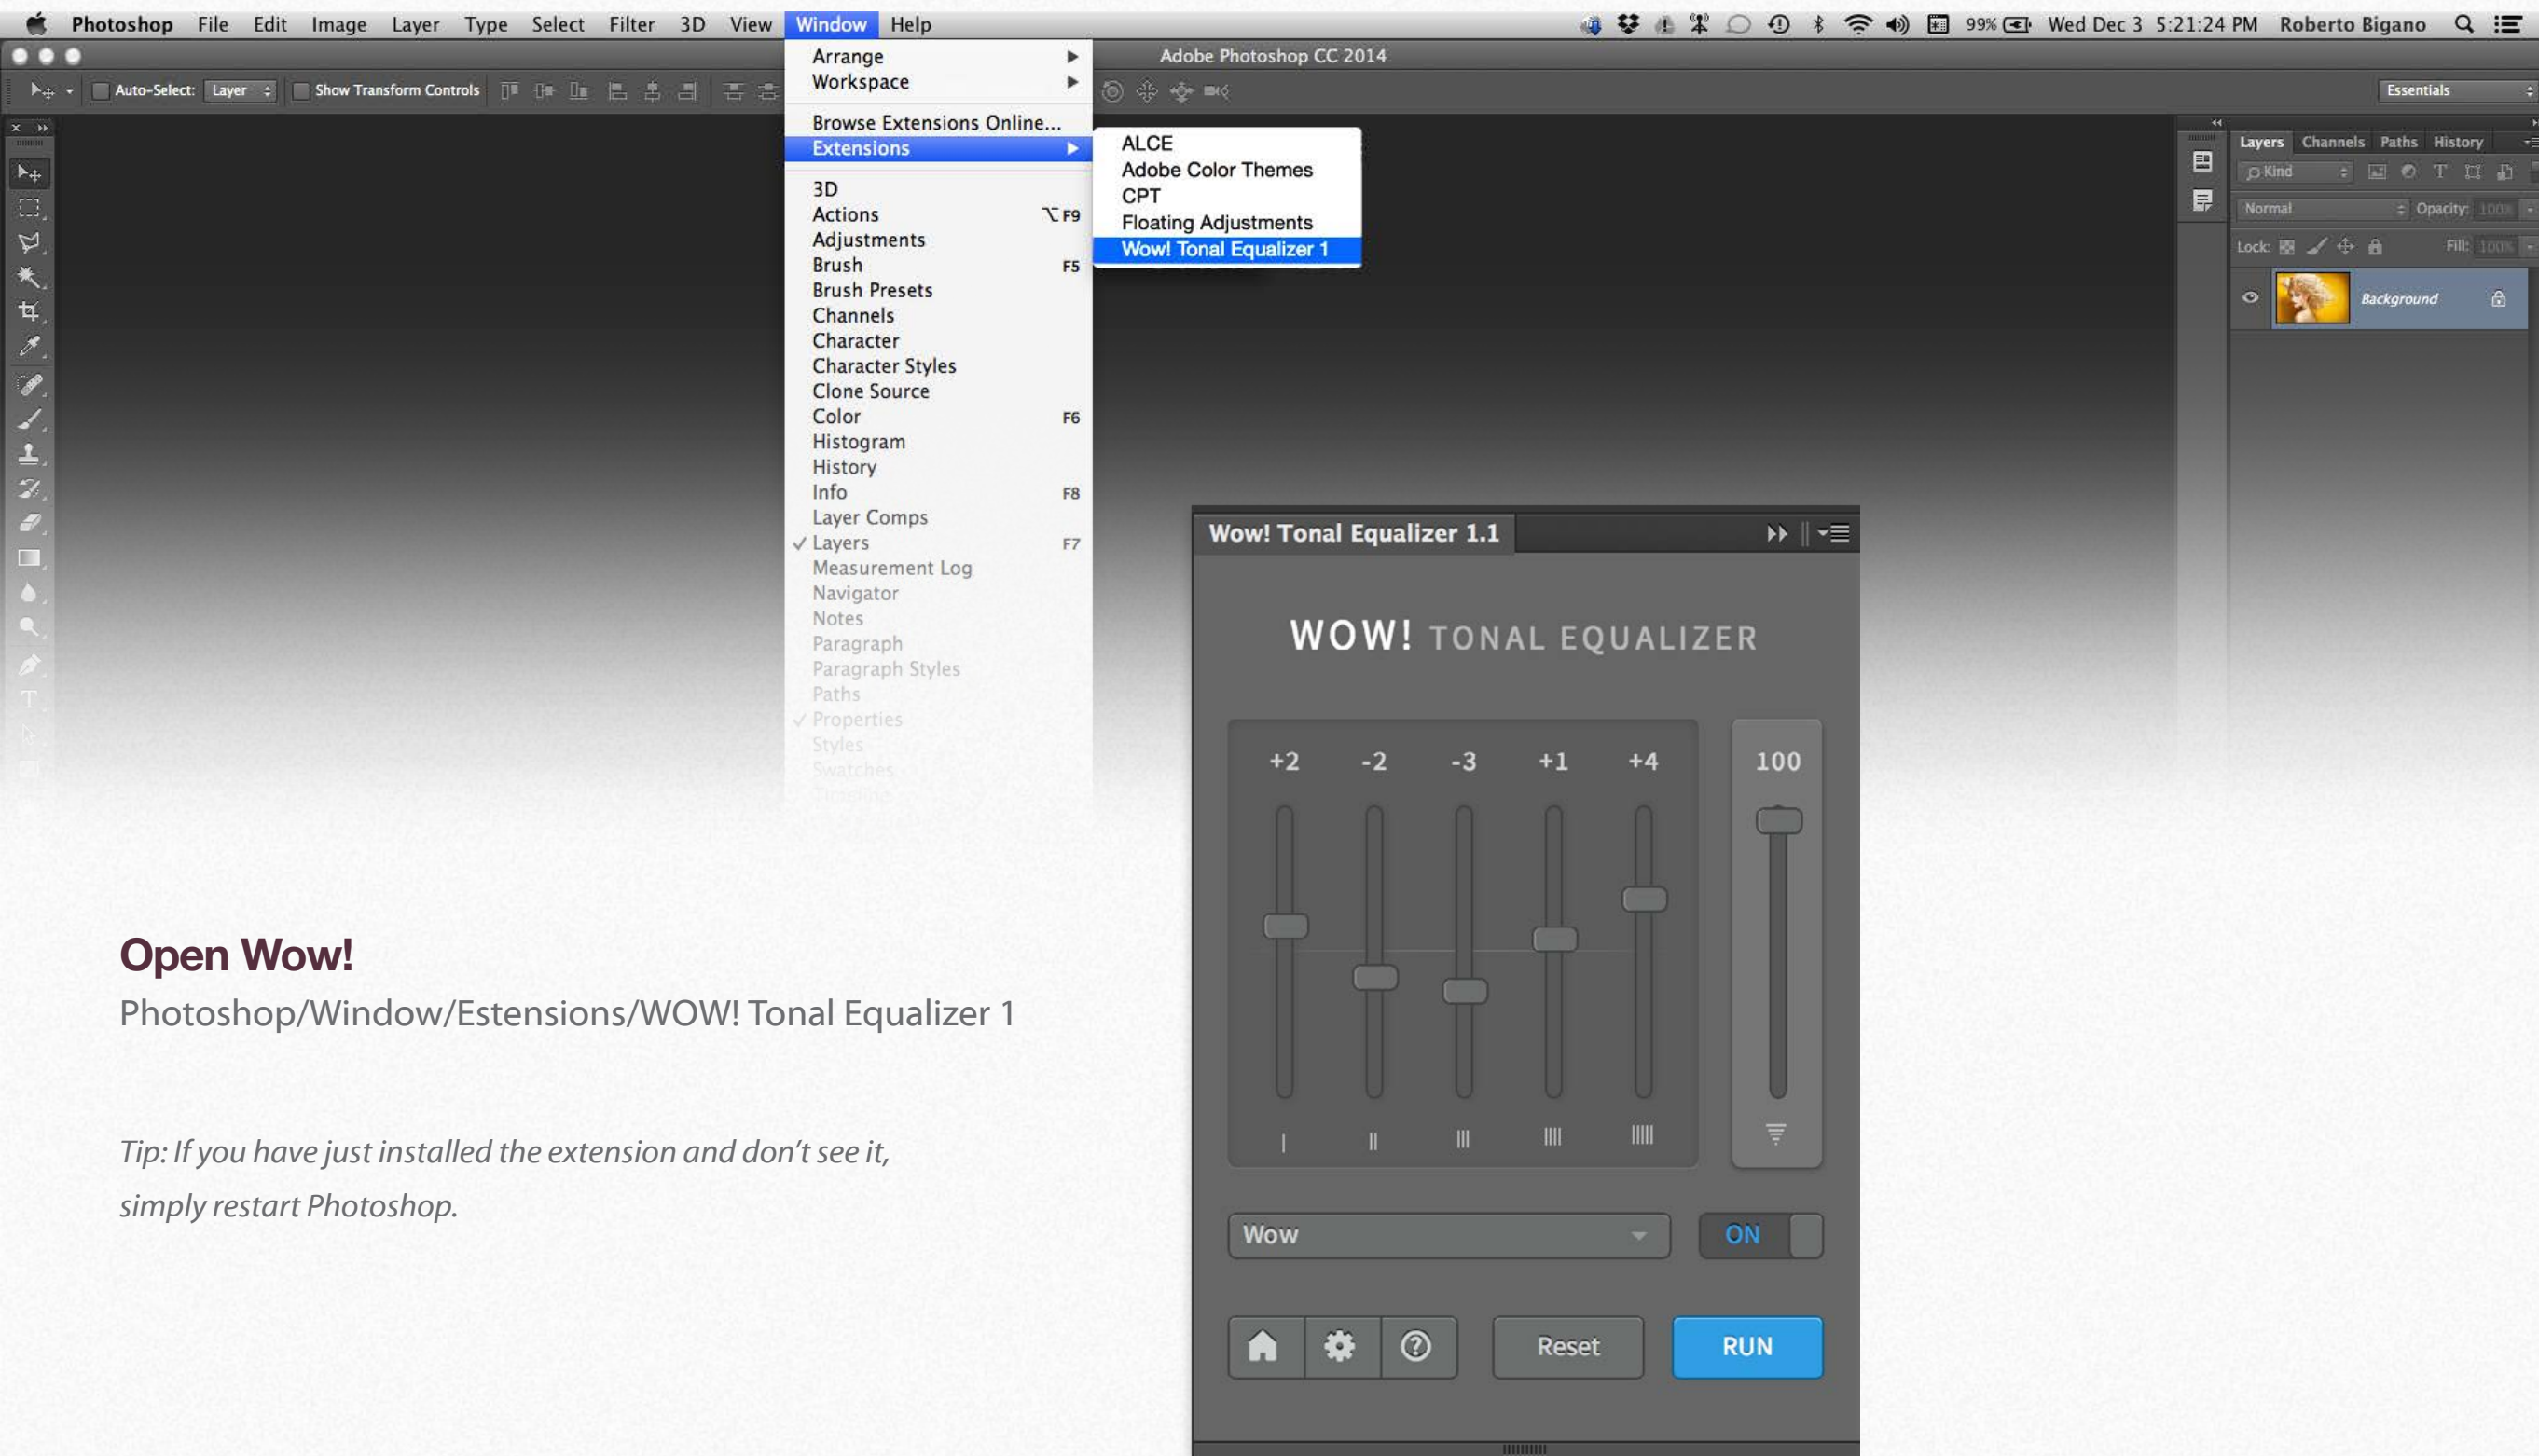 Photoshop File Edit Image Layer Type Select Filter 3D View Window Help 99% Wed Dec 3 5:21:24 PM Roberto Bigano
Adobe Photoshop CC 2014
Auto-Select: Layer Show Transform Controls Essentials
Arrange
Workspace
Browse Extensions Online...
Extensions
3D
Actions ⌥F9
Adjustments
Brush F5
Brush Presets
Channels
Character
Character Styles
Clone Source
Color F6
Histogram
History
Info F8
Layer Comps
✓ Layers F7
Measurement Log
Navigator
Notes
Paragraph
Paragraph Styles
Paths
✓ Properties
Styles
Swatches
Timeline
ALCE
Adobe Color Themes
CPT
Floating Adjustments
Wow! Tonal Equalizer 1
Layers Channels Paths History
Kind
Normal Opacity: 100%
Lock: Fill: 100%
Background
Wow! Tonal Equalizer 1.1
WOW! TONAL EQUALIZER
+2 -2 -3 +1 +4 100
Wow ON
Reset RUN
Open Wow!
Photoshop/Window/Estensions/WOW! Tonal Equalizer 1
Tip: If you have just installed the extension and don't see it,
simply restart Photoshop.